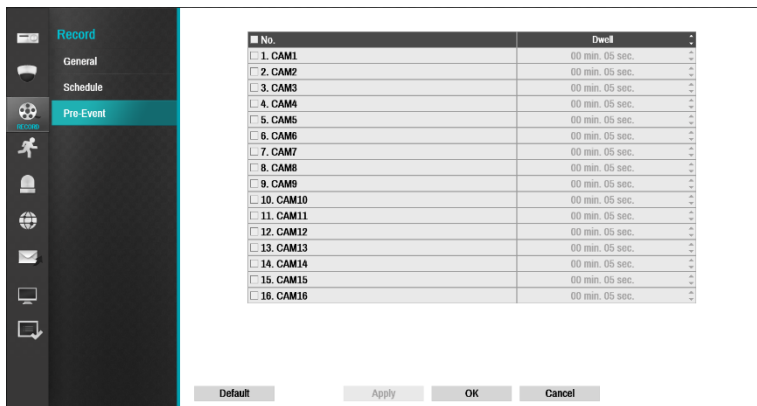 Record
General
Schedule
Pre-Event
RECORD
No. Dwell
1. CAM1 00 min. 05 sec.
2. CAM2 00 min. 05 sec.
3. CAM3 00 min. 05 sec.
4. CAM4 00 min. 05 sec.
5. CAM5 00 min. 05 sec.
6. CAM6 00 min. 05 sec.
7. CAM7 00 min. 05 sec.
8. CAM8 00 min. 05 sec.
9. CAM9 00 min. 05 sec.
10. CAM10 00 min. 05 sec.
11. CAM11 00 min. 05 sec.
12. CAM12 00 min. 05 sec.
13. CAM13 00 min. 05 sec.
14. CAM14 00 min. 05 sec.
15. CAM15 00 min. 05 sec.
16. CAM16 00 min. 05 sec.
Default Apply OK Cancel